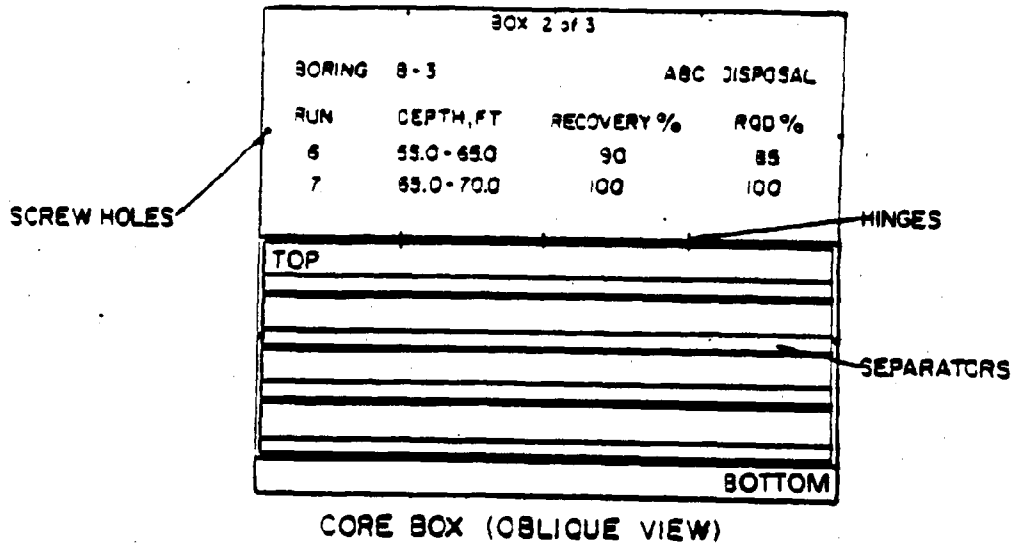 BOX 2 of 3
BORING B-3 ABC DISPOSAL
RUN DEPTH, FT RECOVERY % RQD %
6 55.0-65.0 90 85
7 65.0-70.0 100 100
SCREW HOLES
HINGES
TOP
SEPARATORS
BOTTOM
CORE BOX (OBLIQUE VIEW)